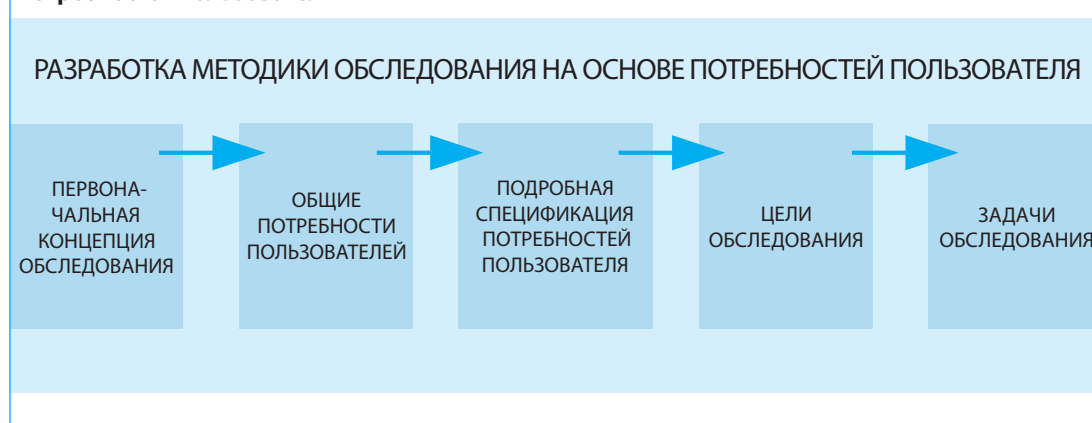 РАЗРАБОТКА МЕТОДИКИ ОБСЛЕДОВАНИЯ НА ОСНОВЕ ПОТРЕБНОСТЕЙ ПОЛЬЗОВАТЕЛЯ
ПЕРВОНА-
ЧАЛЬНАЯ
КОНЦЕПЦИЯ
ОБСЛЕДОВАНИЯ
ОБЩИЕ
ПОТРЕБНОСТИ
ПОЛЬЗОВАТЕЛЕЙ
ПОДРОБНАЯ
СПЕЦИФИКАЦИЯ
ПОТРЕБНОСТЕЙ
ПОЛЬЗОВАТЕЛЯ
ЦЕЛИ
ОБСЛЕДОВАНИЯ
ЗАДАЧИ
ОБСЛЕДОВАНИЯ